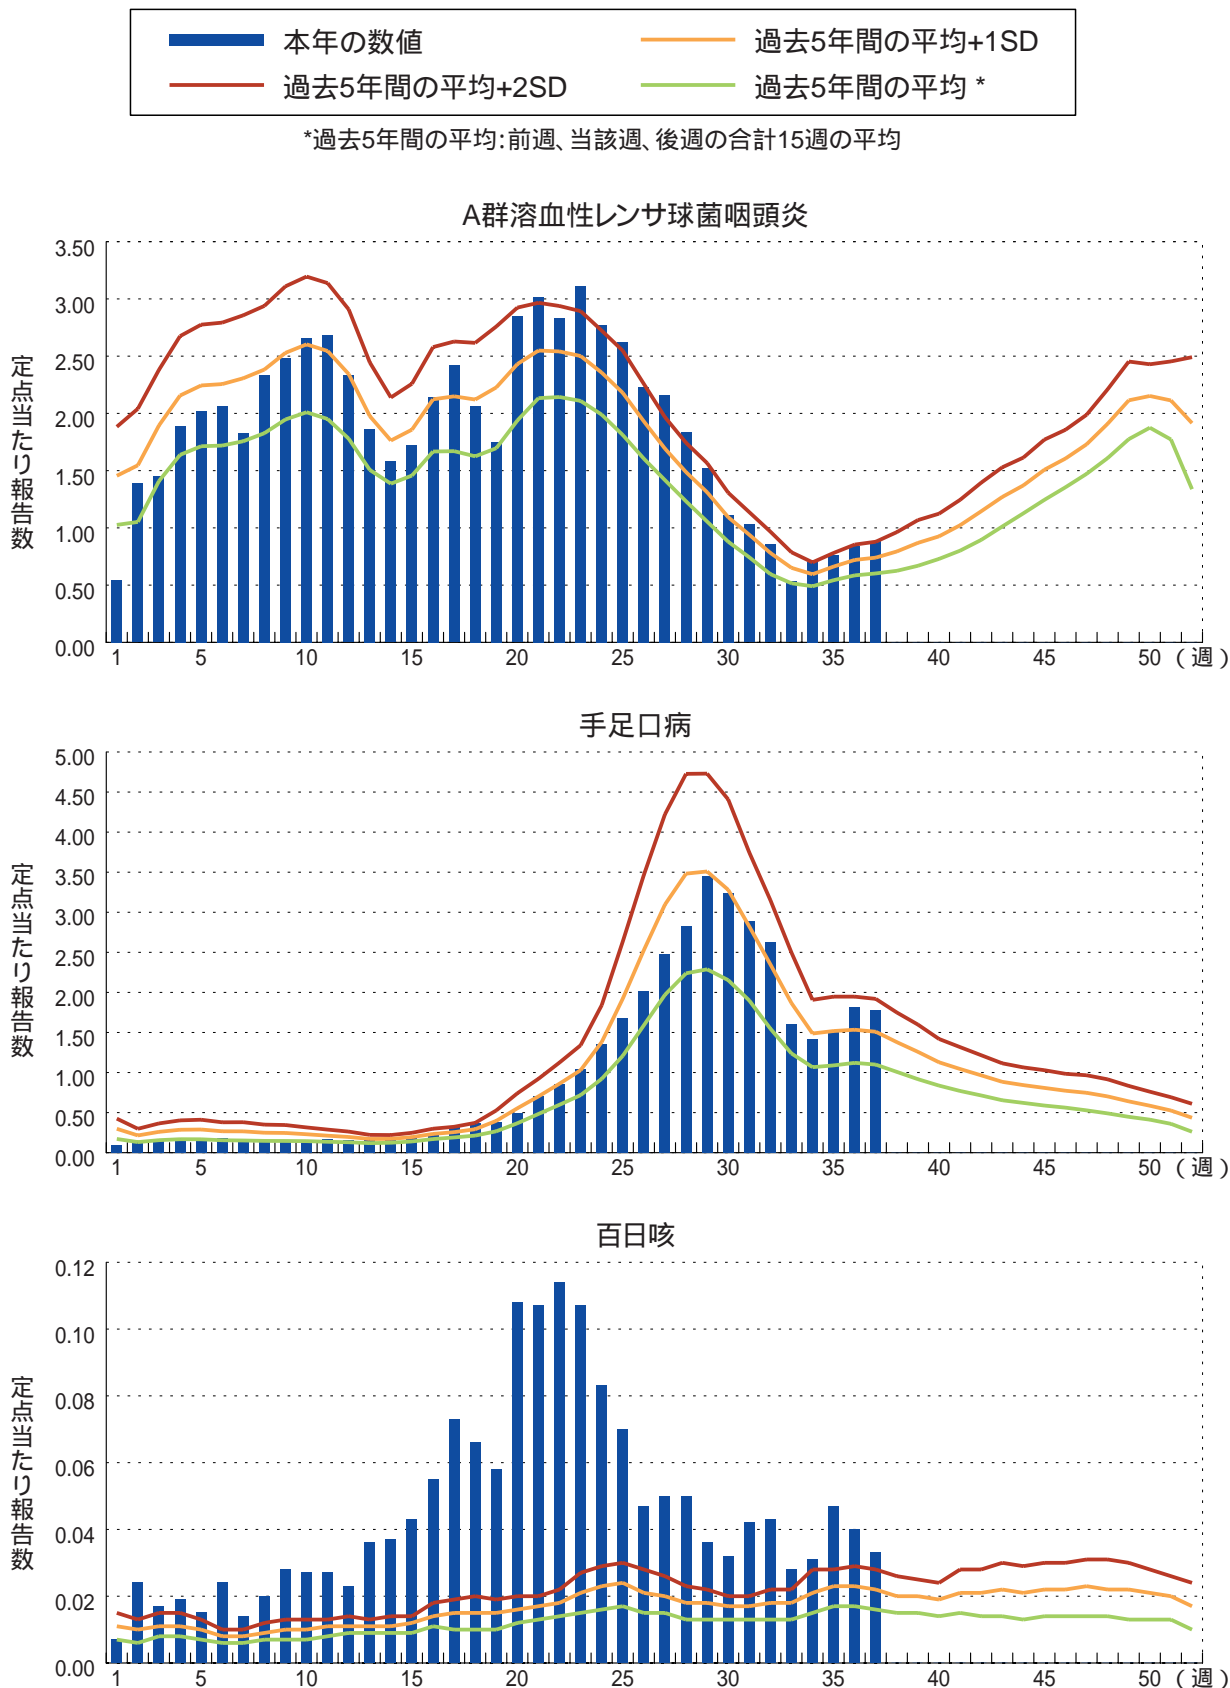 本年の数値
過去5年間の平均+1SD
過去5年間の平均+2SD
過去5年間の平均 *
*過去5年間の平均:前週、当該週、後週の合計15週の平均
A群溶血性レンサ球菌咽頭炎
定点当たり報告数
3.50
3.00
2.50
2.00
1.50
1.00
0.50
0.00
1 5 10 15 20 25 30 35 40 45 50 (週)
手足口病
定点当たり報告数
5.00
4.50
4.00
3.50
3.00
2.50
2.00
1.50
1.00
0.50
0.00
1 5 10 15 20 25 30 35 40 45 50 (週)
百日咳
定点当たり報告数
0.12
0.10
0.08
0.06
0.04
0.02
0.00
1 5 10 15 20 25 30 35 40 45 50 (週)